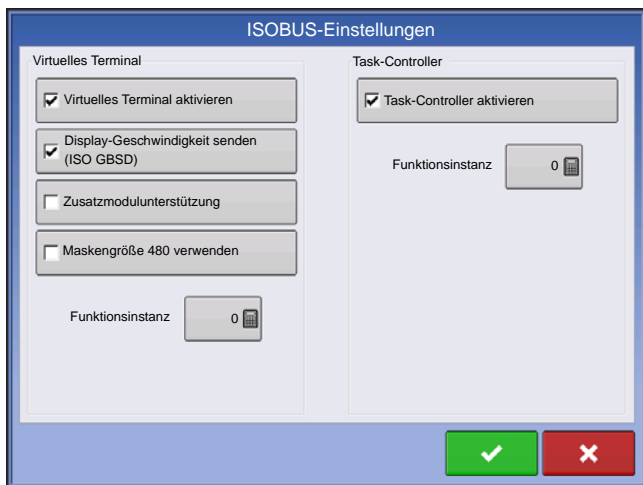 ISOBUS-Einstellungen
Virtuelles Terminal
Virtuelles Terminal aktivieren
Display-Geschwindigkeit senden
(ISO GBSD)
Zusatzmodulunterstützung
Maskengröße 480 verwenden
Funktionsinstanz 0
Task-Controller
Task-Controller aktivieren
Funktionsinstanz 0